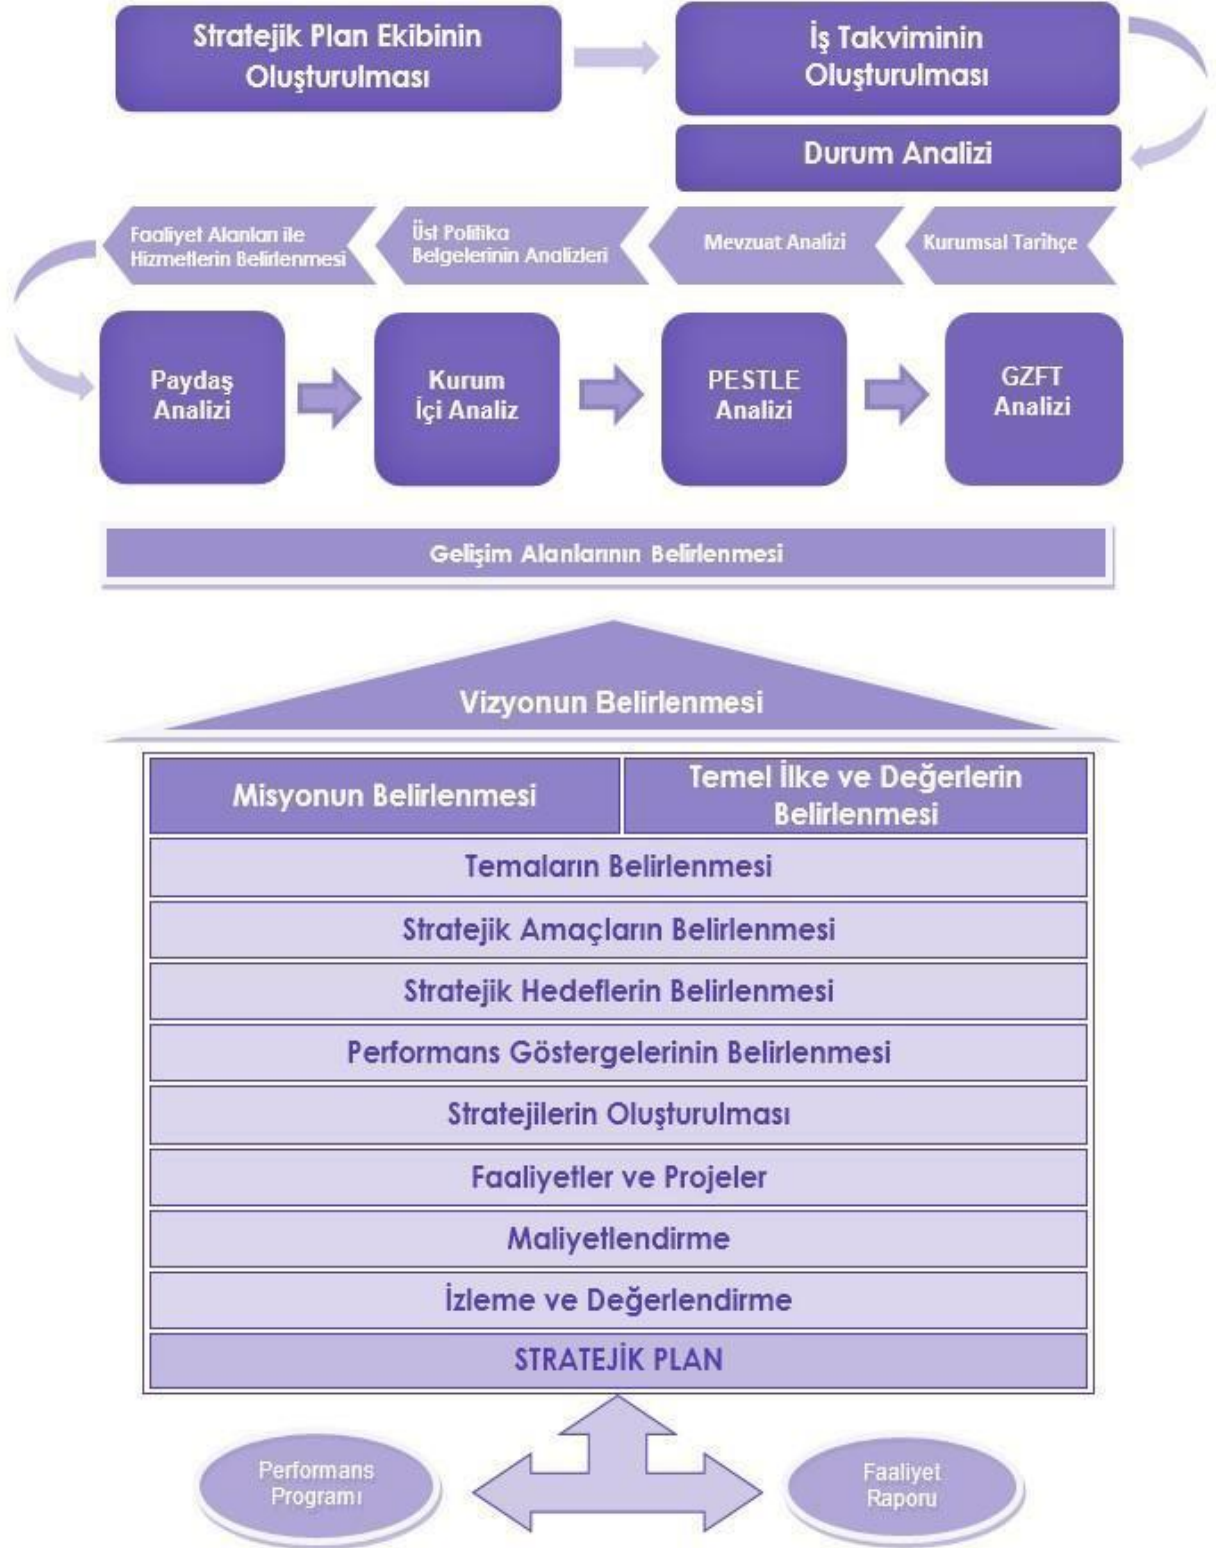 Stratejik Plan Ekibinin
Oluşturulması
İş Takviminin
Oluşturulması
Durum Analizi
Faaliyet Alanları ile
Hizmetlerin Belirlenmesi
Üst Politika
Belgelerinin Analizleri
Mevzuat Analizi
Kurumsal Tarihçe
Paydaş
Analizi
Kurum
İçi Analiz
PESTLE
Analizi
GZFT
Analizi
Gelişim Alanlarının Belirlenmesi
Vizyonun Belirlenmesi
Misyonun Belirlenmesi
Temel İlke ve Değerlerin
Belirlenmesi
Temaların Belirlenmesi
Stratejik Amaçların Belirlenmesi
Stratejik Hedeflerin Belirlenmesi
Performans Göstergelerinin Belirlenmesi
Stratejilerin Oluşturulması
Faaliyetler ve Projeler
Maliyetlendirme
İzleme ve Değerlendirme
STRATEJİK PLAN
Performans
Programı
Faaliyet
Raporu